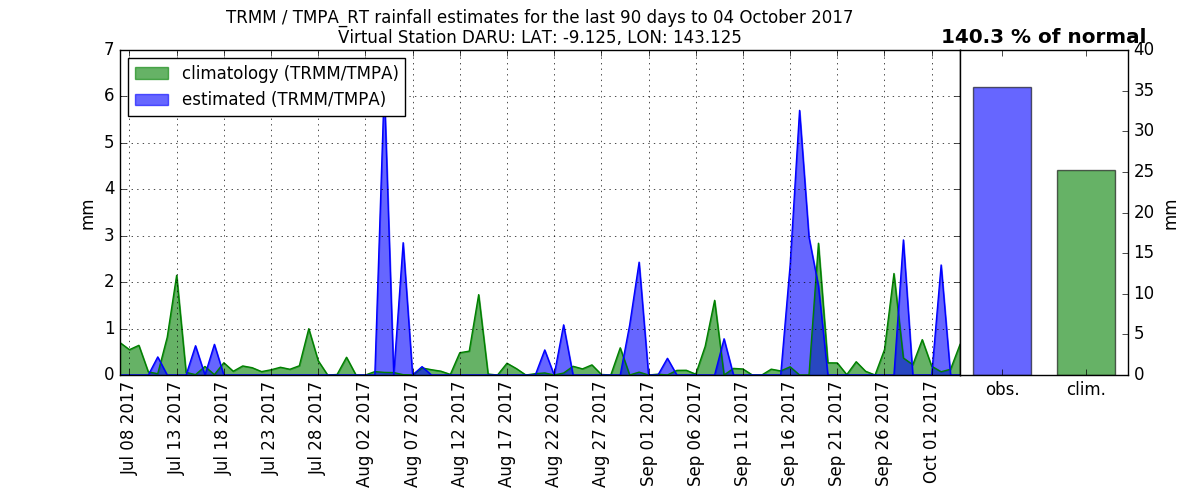 TRMM / TMPA_RT rainfall estimates for the last 90 days to 04 October 2017
Virtual Station DARU: LAT: -9.125, LON: 143.125
140.3 % of normal
climatology (TRMM/TMPA)
estimated (TRMM/TMPA)
7
6
5
4
3
2
1
0
mm
Jul 08 2017
Jul 13 2017
Jul 18 2017
Jul 23 2017
Jul 28 2017
Aug 02 2017
Aug 07 2017
Aug 12 2017
Aug 17 2017
Aug 22 2017
Aug 27 2017
Sep 01 2017
Sep 06 2017
Sep 11 2017
Sep 16 2017
Sep 21 2017
Sep 26 2017
Oct 01 2017
obs.
clim.
40
35
30
25
20
15
10
5
0
mm